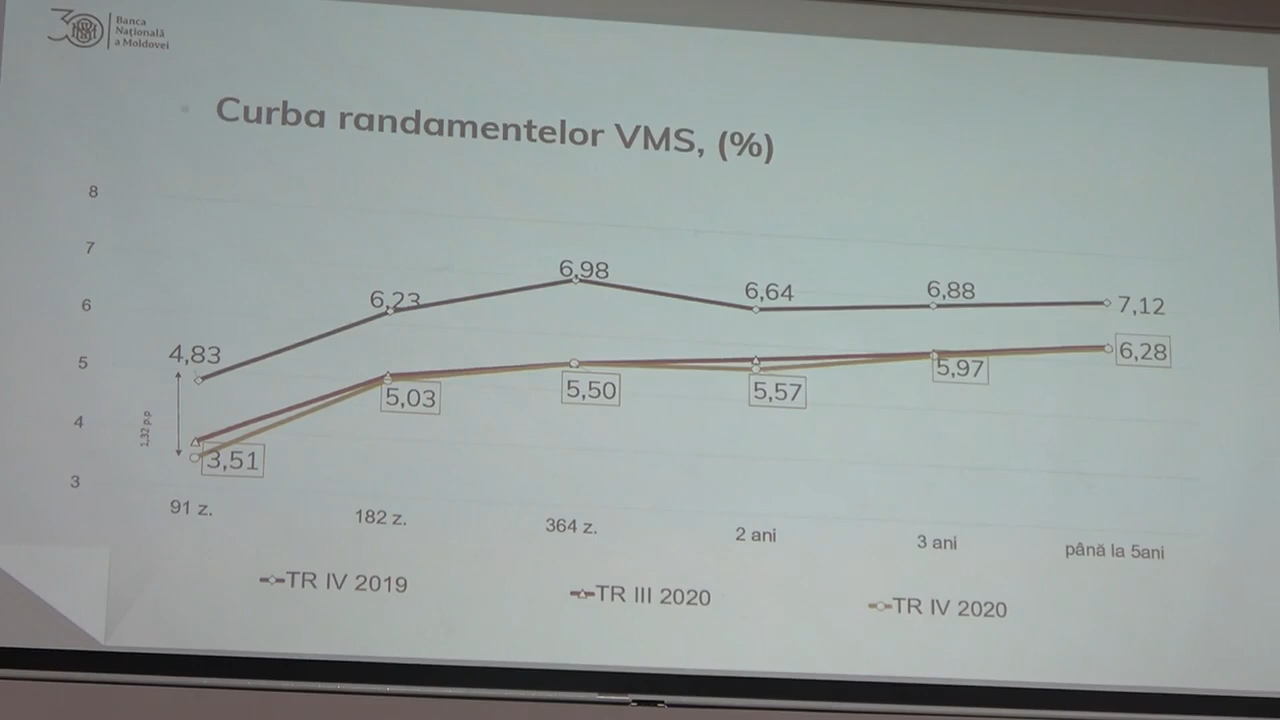 30
Banca
Naţională
a Moldovei
Curba randamentelor VMS, (%)
8
7
6
5
4
3
4,83
6,23
6,98
6,64
6,88
7,12
3,51
5,03
5,50
5,57
5,97
6,28
1,32 p.p
91 z.
182 z.
364 z.
2 ani
3 ani
până la 5ani
TR IV 2019
TR III 2020
TR IV 2020